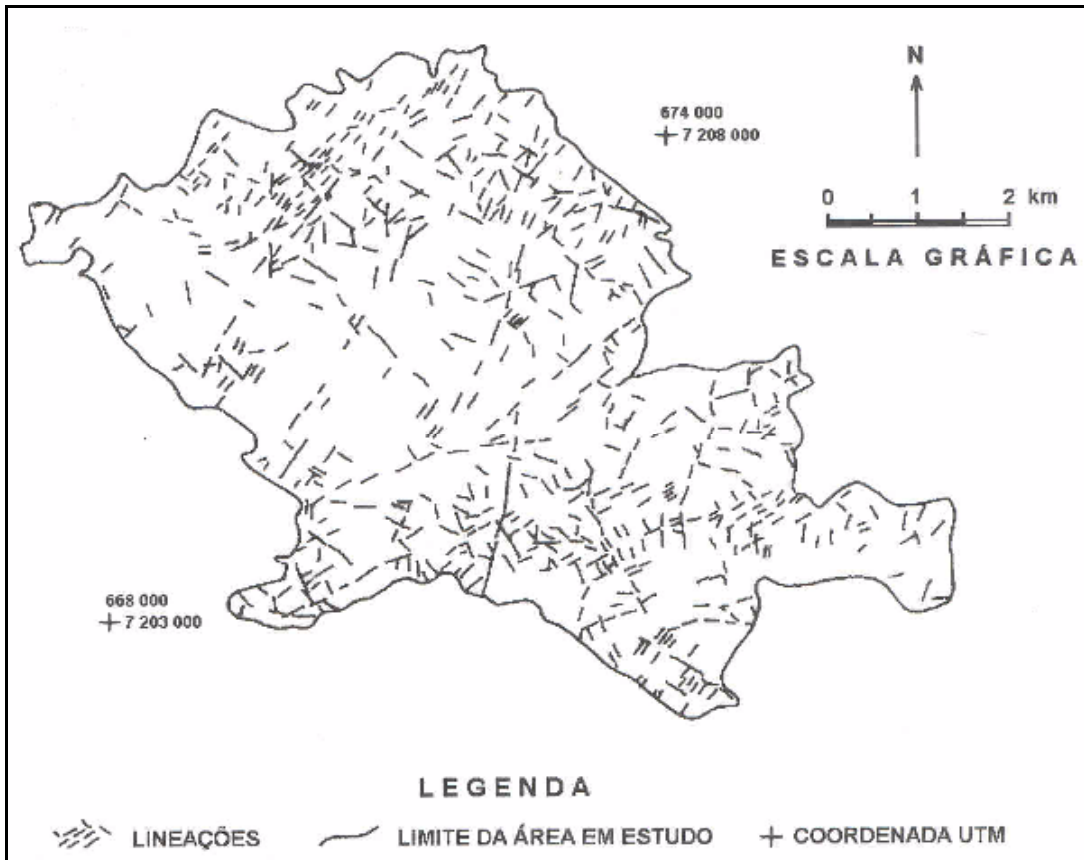 N
674 000
7 208 000
0 1 2 km
ESCALA GRÁFICA
668 000
7 203 000
LEGENDA
LINEAÇÕES
LIMITE DA ÁREA EM ESTUDO
COORDENADA UTM